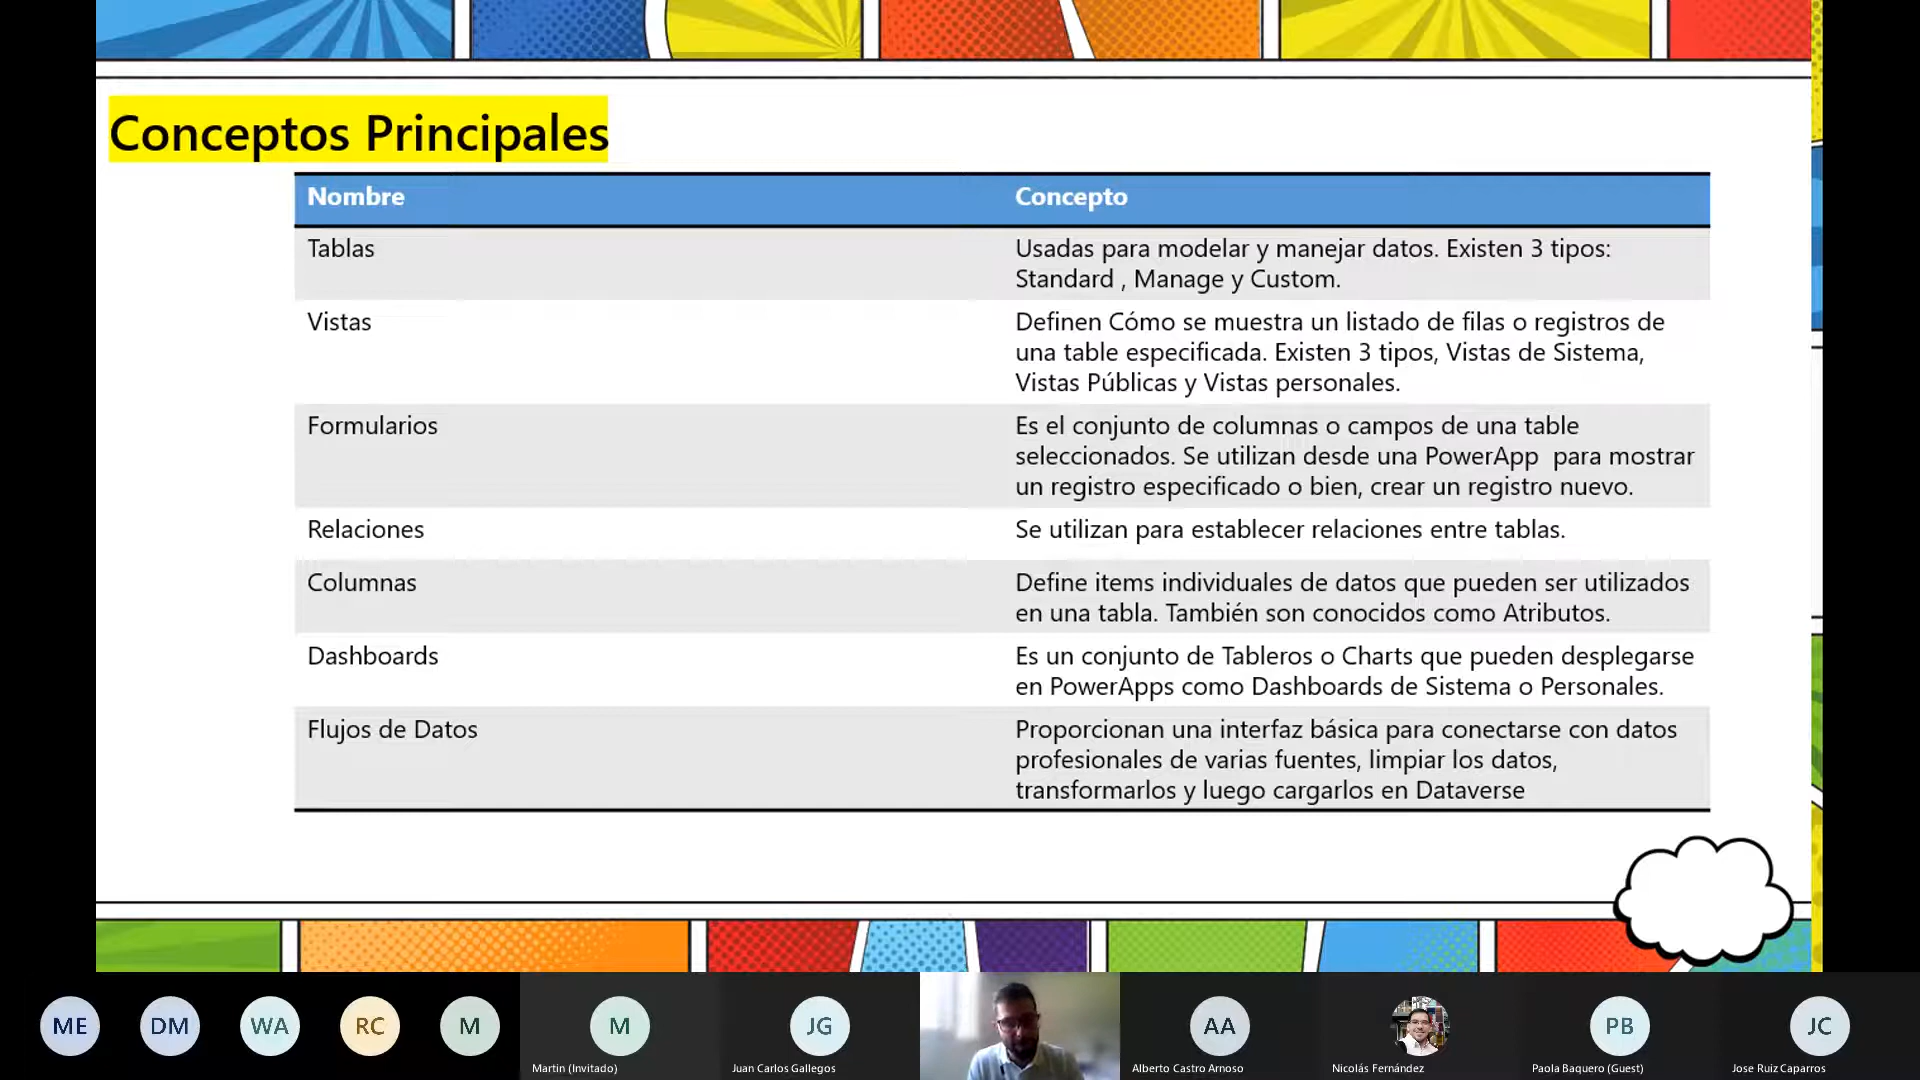 Conceptos Principales
Nombre
Concepto
Tablas
Usadas para modelar y manejar datos. Existen 3 tipos:
Standard , Manage y Custom.
Vistas
Definen Cómo se muestra un listado de filas o registros de
una table especificada. Existen 3 tipos, Vistas de Sistema,
Vistas Públicas y Vistas personales.
Formularios
Es el conjunto de columnas o campos de una table
seleccionados. Se utilizan desde una PowerApp  para mostrar
un registro especificado o bien, crear un registro nuevo.
Relaciones
Se utilizan para establecer relaciones entre tablas.
Columnas
Define items individuales de datos que pueden ser utilizados
en una tabla. También son conocidos como Atributos.
Dashboards
Es un conjunto de Tableros o Charts que pueden desplegarse
en PowerApps como Dashboards de Sistema o Personales.
Flujos de Datos
Proporcionan una interfaz básica para conectarse con datos
profesionales de varias fuentes, limpiar los datos,
transformarlos y luego cargarlos en Dataverse
ME
DM
WA
RC
M
M
JG
AA
PB
JC
Martin (Invitado)
Juan Carlos Gallegos
Alberto Castro Arnoso
Nicolás Fernández
Paola Baquero (Guest)
Jose Ruiz Caparros